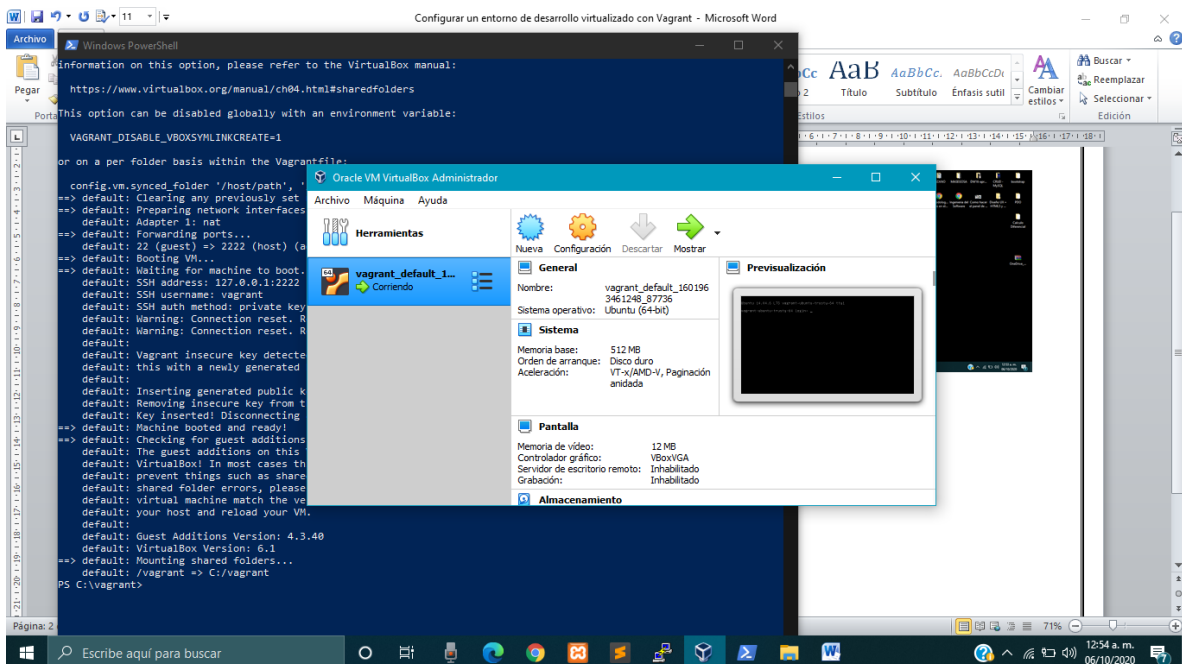 11
Configurar un entorno de desarrollo virtualizado con Vagrant - Microsoft Word
Archivo
Pegar
Porta
Windows PowerShell
information on this option, please refer to the VirtualBox manual:
https://www.virtualbox.org/manual/ch04.html#sharedfolders
This option can be disabled globally with an environment variable:
VAGRANT_DISABLE_VBOXSYMLINKCREATE=1
or on a per folder basis within the Vagrantfile:
config.vm.synced_folder '/host/path', '
==> default: Clearing any previously set
==> default: Preparing network interfaces
default: Adapter 1: nat
==> default: Forwarding ports...
default: 22 (guest) => 2222 (host) (a
==> default: Booting VM...
==> default: Waiting for machine to boot.
default: SSH address: 127.0.0.1:2222
default: SSH username: vagrant
default: SSH auth method: private key
default: Warning: Connection reset. R
default: Warning: Connection reset. R
default:
default: Vagrant insecure key detecte
default: this with a newly generated
default:
default: Inserting generated public k
default: Removing insecure key from t
default: Key inserted! Disconnecting
==> default: Machine booted and ready!
==> default: Checking for guest additions
default: The guest additions on this
default: VirtualBox! In most cases th
default: prevent things such as share
default: shared folder errors, please
default: virtual machine match the ve
default: your host and reload your VM.
default:
default: Guest Additions Version: 4.3.40
default: VirtualBox Version: 6.1
==> default: Mounting shared folders...
default: /vagrant => C:/vagrant
PS C:\vagrant>
Oracle VM VirtualBox Administrador
Archivo Máquina Ayuda
Herramientas
Nueva Configuración Descartar Mostrar
64
vagrant_default_1...
Corriendo
General
Nombre: vagrant_default_160196
3461248_87736
Sistema operativo: Ubuntu (64-bit)
Sistema
Memoria base: 512 MB
Orden de arranque: Disco duro
Aceleración: VT-x/AMD-V, Paginación
anidada
Pantalla
Memoria de vídeo: 12 MB
Controlador gráfico: VBoxVGA
Servidor de escritorio remoto: Inhabilitado
Grabación: Inhabilitado
Almacenamiento
Previsualización
AaB AaBbCc. AaBbCcDt
Título Subtítulo Énfasis sutil
Cambiar
estilos
Estilos
Buscar
Reemplazar
Seleccionar
Edición
Página: 2
71%
Escribe aquí para buscar
12:54 a. m.
06/10/2020